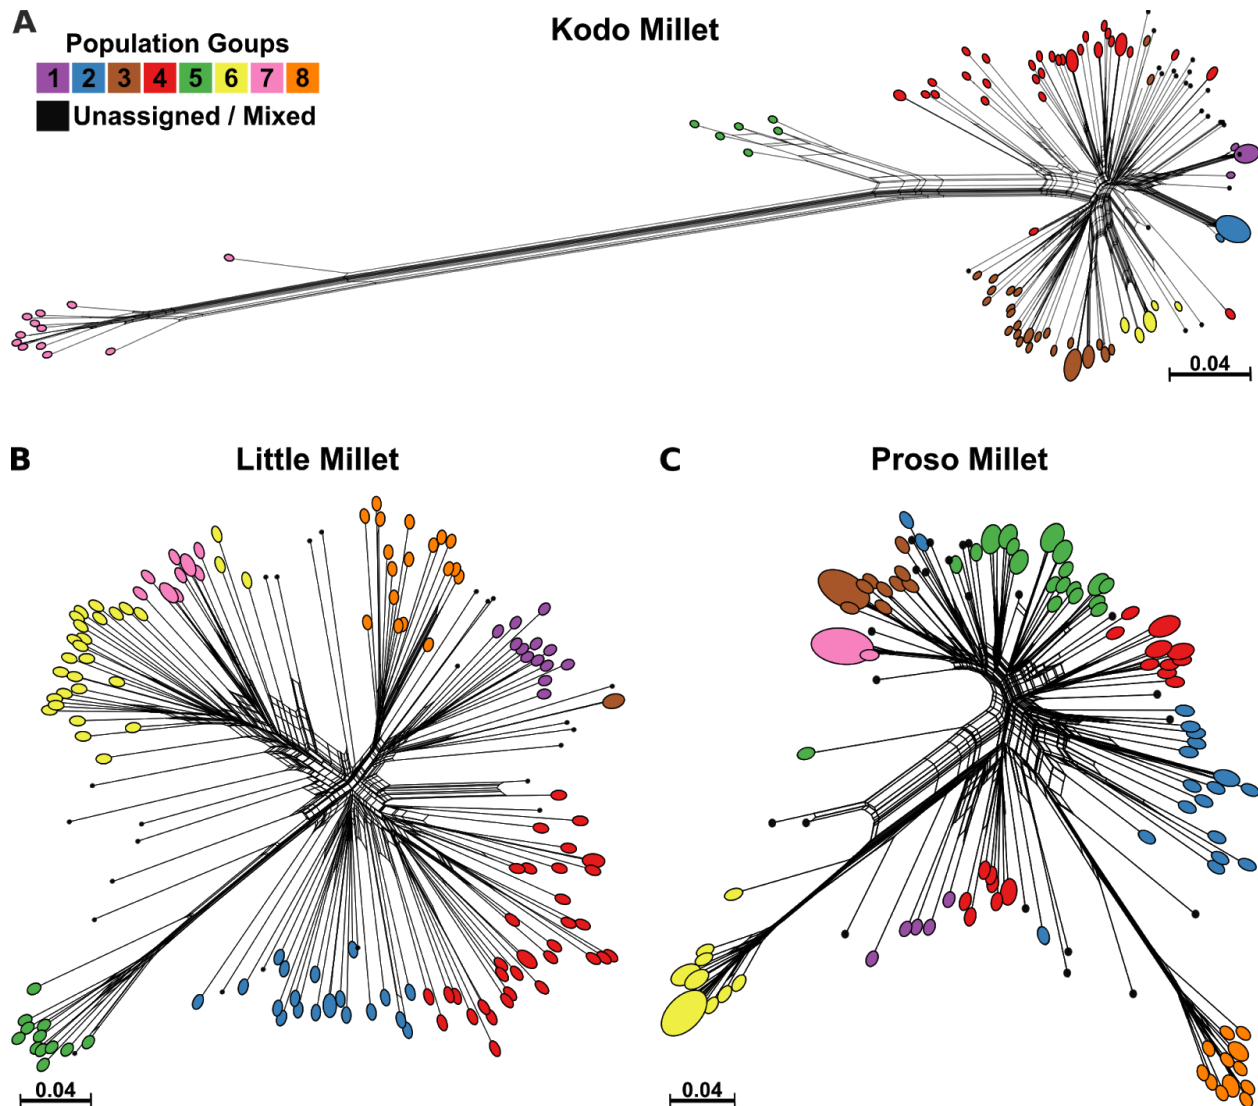 A
Kodo Millet
Population Goups
1 2 3 4 5 6 7 8
Unassigned / Mixed
0.04
B
Little Millet
C
Proso Millet
0.04
0.04